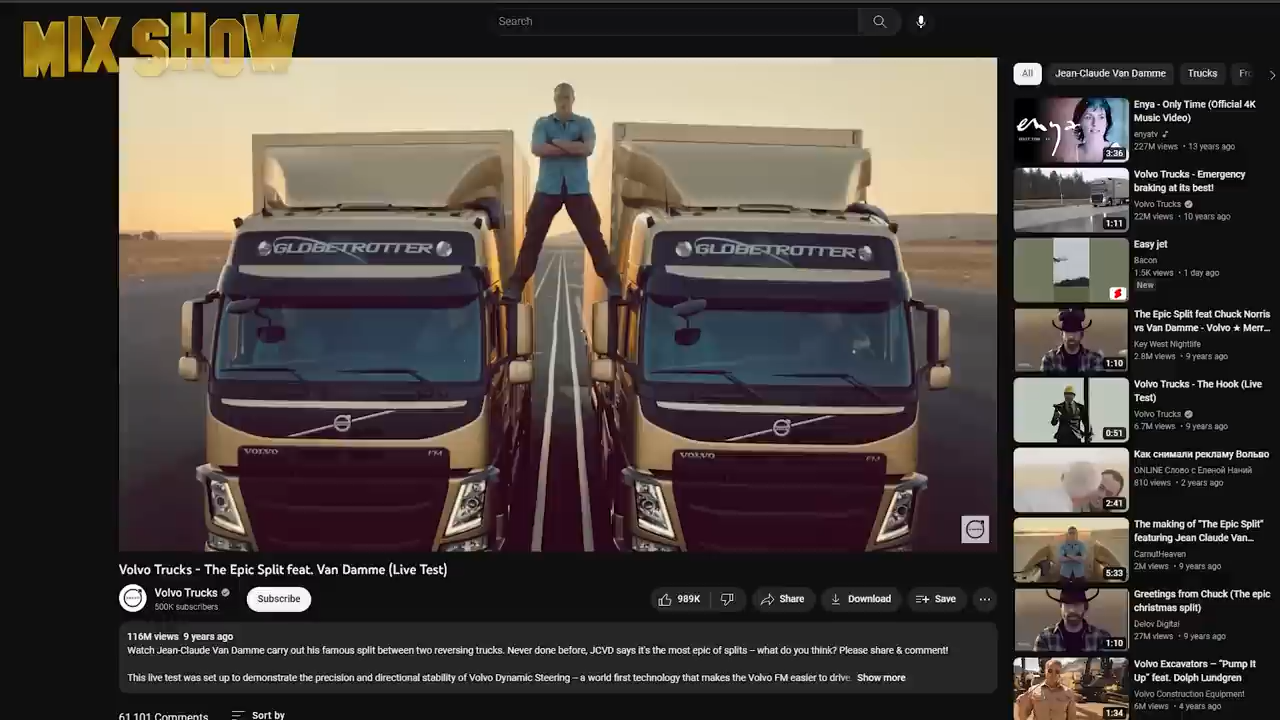 MIX SHOW
Search
GLOBETROTTER
GLOBETROTTER
VOLVO
FM
VOLVO
FM
Volvo Trucks - The Epic Split feat. Van Damme (Live Test)
Volvo Trucks
500K subscribers
Subscribe
989K
Share
Download
Save
116M views 9 years ago
Watch Jean-Claude Van Damme carry out his famous split between two reversing trucks. Never done before, JCVD says it's the most epic of splits – what do you think? Please share & comment!
This live test was set up to demonstrate the precision and directional stability of Volvo Dynamic Steering – a world first technology that makes the Volvo FM easier to drive. Show more
61,101 Comments
Sort by
All
Jean-Claude Van Damme
Trucks
Fr
enya
3:36
Enya - Only Time (Official 4K
Music Video)
enyatv
227M views • 13 years ago
1:11
Volvo Trucks - Emergency
braking at its best!
Volvo Trucks
22M views • 10 years ago
Easy jet
Bacon
1.5K views • 1 day ago
New
1:10
The Epic Split feat Chuck Norris
vs Van Damme - Volvo ★ Merr...
Key West Nightlife
2.8M views • 9 years ago
0:51
Volvo Trucks - The Hook (Live
Test)
Volvo Trucks
6.7M views • 9 years ago
2:41
Как снимали рекламу Вольво
ONLINE Слово с Еленой Наний
810 views • 2 years ago
5:33
The making of "The Epic Split"
featuring Jean Claude Van...
CarnutHeaven
2M views • 9 years ago
1:10
Greetings from Chuck (The epic
christmas split)
Delov Digital
27M views • 9 years ago
1:34
Volvo Excavators – "Pump It
Up" feat. Dolph Lundgren
Volvo Construction Equipment
6M views • 4 years ago